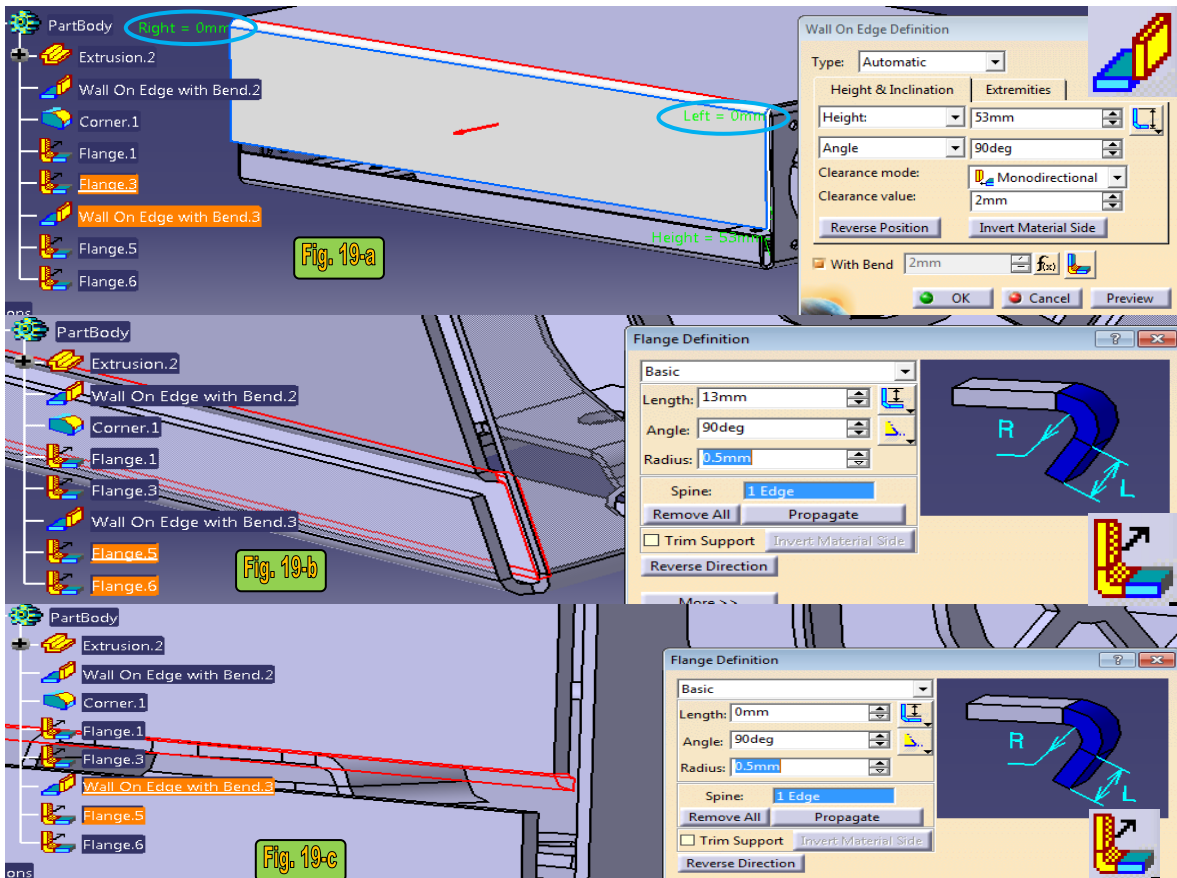 PartBody
Right = 0mm
Extrusion.2
Wall On Edge with Bend.2
Corner.1
Flange.1
Flange.3
Wall On Edge with Bend.3
Flange.5
Flange.6
Left = 0mm
Height = 53mm
Fig. 19-a
Wall On Edge Definition
Type: Automatic
Height & Inclination Extremities
Height: 53mm
Angle 90deg
Clearance mode: Monodirectional
Clearance value: 2mm
Reverse Position Invert Material Side
With Bend 2mm f(x)
OK Cancel Preview
ons
PartBody
Extrusion.2
Wall On Edge with Bend.2
Corner.1
Flange.1
Flange.3
Wall On Edge with Bend.3
Flange.5
Flange.6
Fig. 19-b
Flange Definition
Basic
Length: 13mm
Angle: 90deg
Radius: 0.5mm
Spine: 1 Edge
Remove All Propagate
Trim Support Invert Material Side
Reverse Direction
More >>
R
L
PartBody
Extrusion.2
Wall On Edge with Bend.2
Corner.1
Flange.1
Flange.3
Wall On Edge with Bend.3
Flange.5
Flange.6
ons
Fig. 19-c
Flange Definition
Basic
Length: 0mm
Angle: 90deg
Radius: 0.5mm
Spine: 1 Edge
Remove All Propagate
Trim Support Invert Material Side
Reverse Direction
R
L